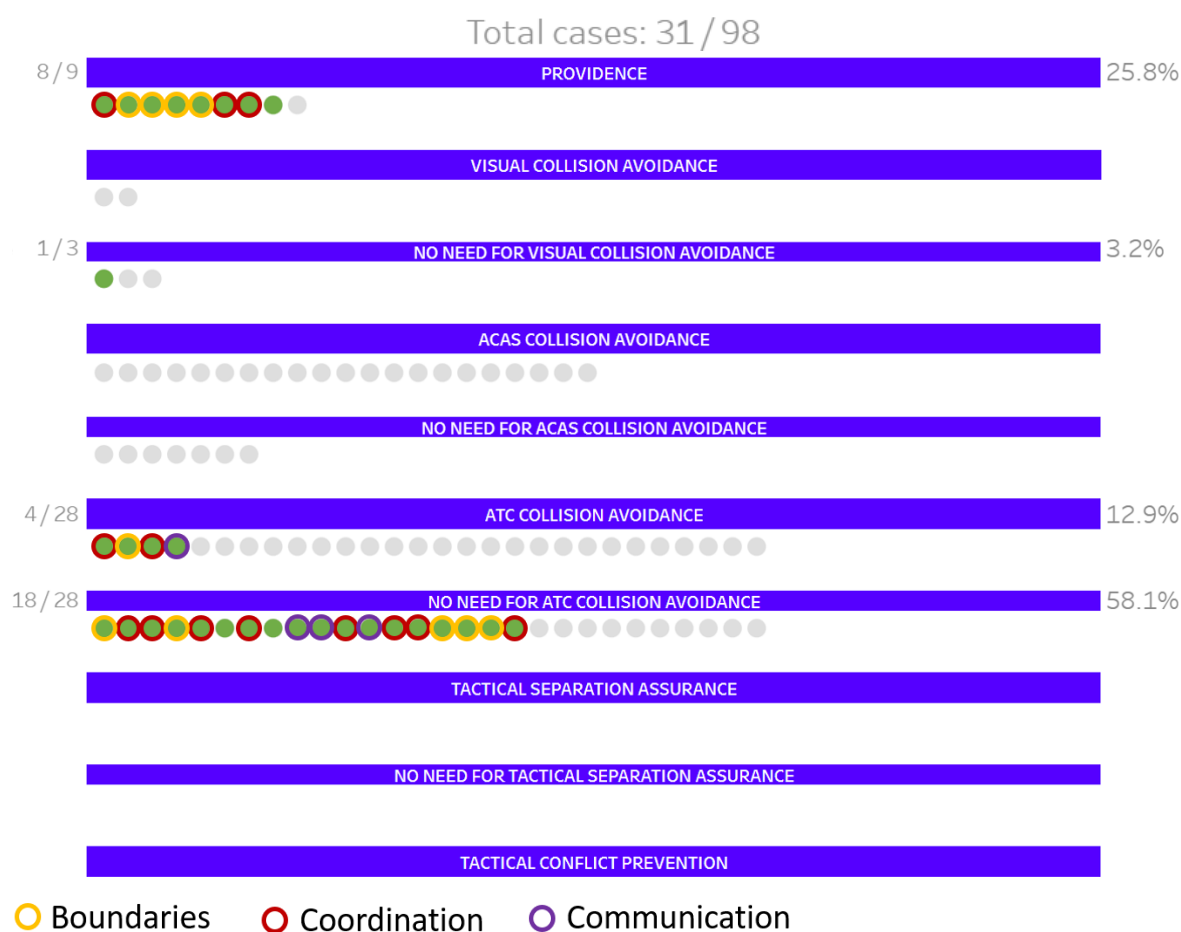 Total cases: 31 / 98
8 / 9 PROVIDENCE 25.8%
VISUAL COLLISION AVOIDANCE
1 / 3 NO NEED FOR VISUAL COLLISION AVOIDANCE 3.2%
ACAS COLLISION AVOIDANCE
NO NEED FOR ACAS COLLISION AVOIDANCE
4 / 28 ATC COLLISION AVOIDANCE 12.9%
18 / 28 NO NEED FOR ATC COLLISION AVOIDANCE 58.1%
TACTICAL SEPARATION ASSURANCE
NO NEED FOR TACTICAL SEPARATION ASSURANCE
TACTICAL CONFLICT PREVENTION
Boundaries Coordination Communication